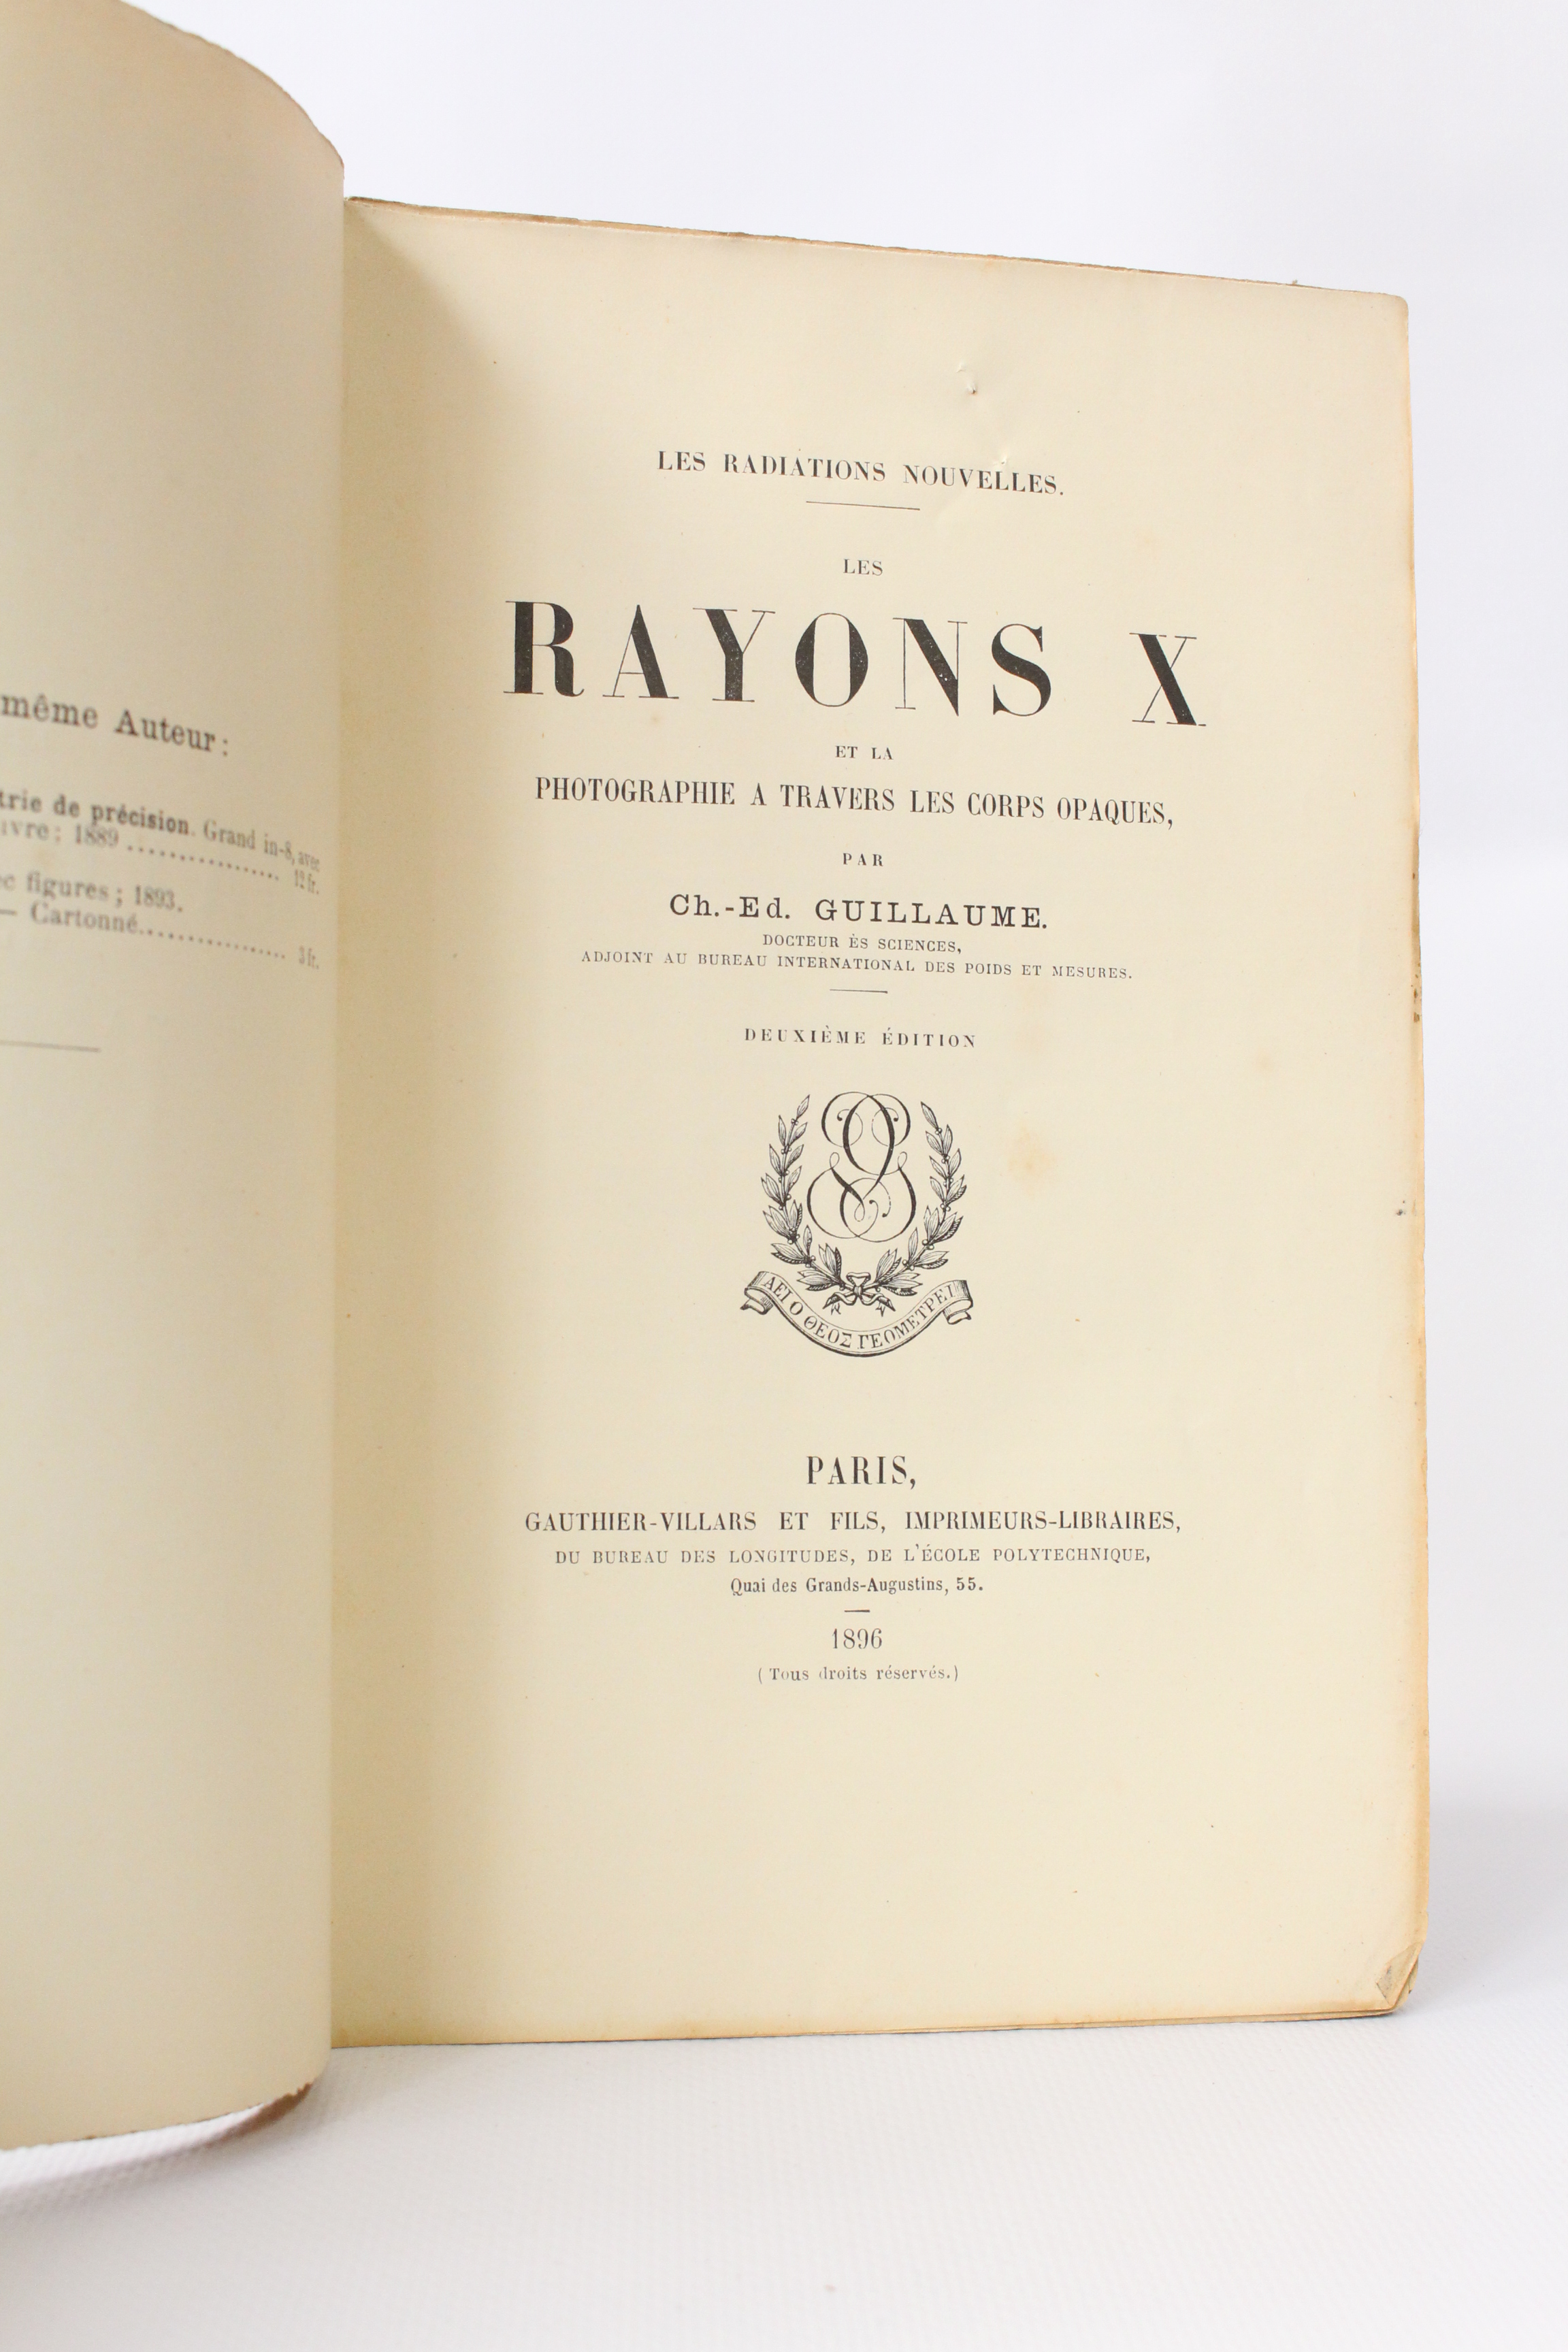 même Auteur :
de précision. Grand in-8, avec
1889 ................ 12 fr.
figures ; 1893.
— Cartonné................ 3 fr.
LES RADIATIONS NOUVELLES.
LES
RAYONS X
ET LA
PHOTOGRAPHIE A TRAVERS LES CORPS OPAQUES,
PAR
Ch.-Ed. GUILLAUME.
DOCTEUR ÈS SCIENCES,
ADJOINT AU BUREAU INTERNATIONAL DES POIDS ET MESURES.
DEUXIÈME ÉDITION
ΑΕΙ Ο ΘΕΟΣ ΓΕΩΜΕΤΡΕΙ
PARIS,
GAUTHIER-VILLARS ET FILS, IMPRIMEURS-LIBRAIRES,
DU BUREAU DES LONGITUDES, DE L'ÉCOLE POLYTECHNIQUE,
Quai des Grands-Augustins, 55.
1896
( Tous droits réservés.)